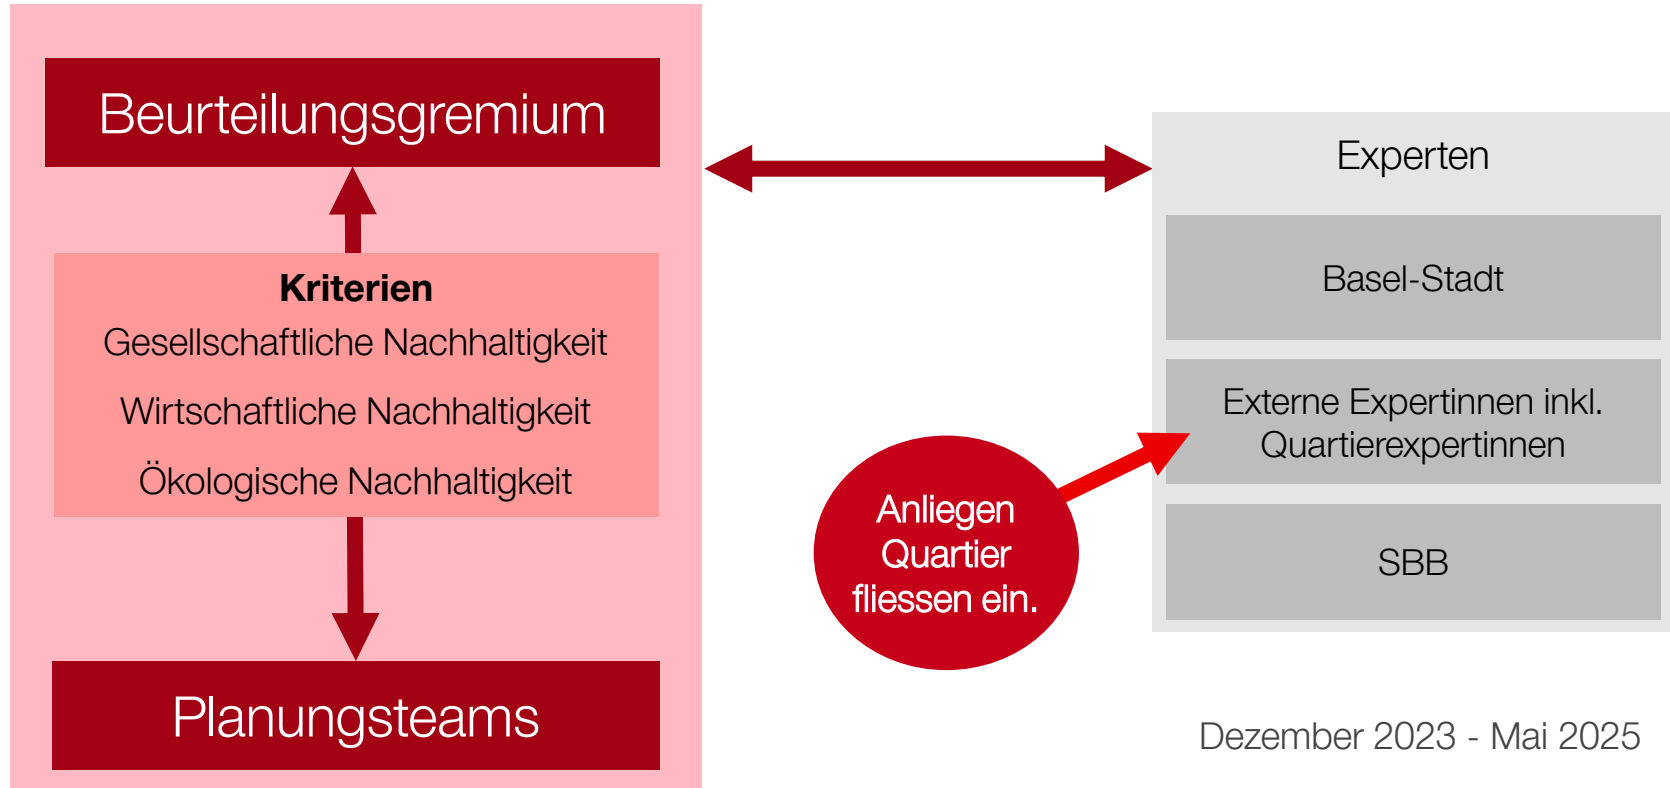 Beurteilungsgremium
Kriterien
Gesellschaftliche Nachhaltigkeit
Wirtschaftliche Nachhaltigkeit
Ökologische Nachhaltigkeit
Planungsteams
Anliegen
Quartier
fliessen ein.
Experten
Basel-Stadt
Externe Expertinnen inkl.
Quartierexpertinnen
SBB
Dezember 2023 - Mai 2025